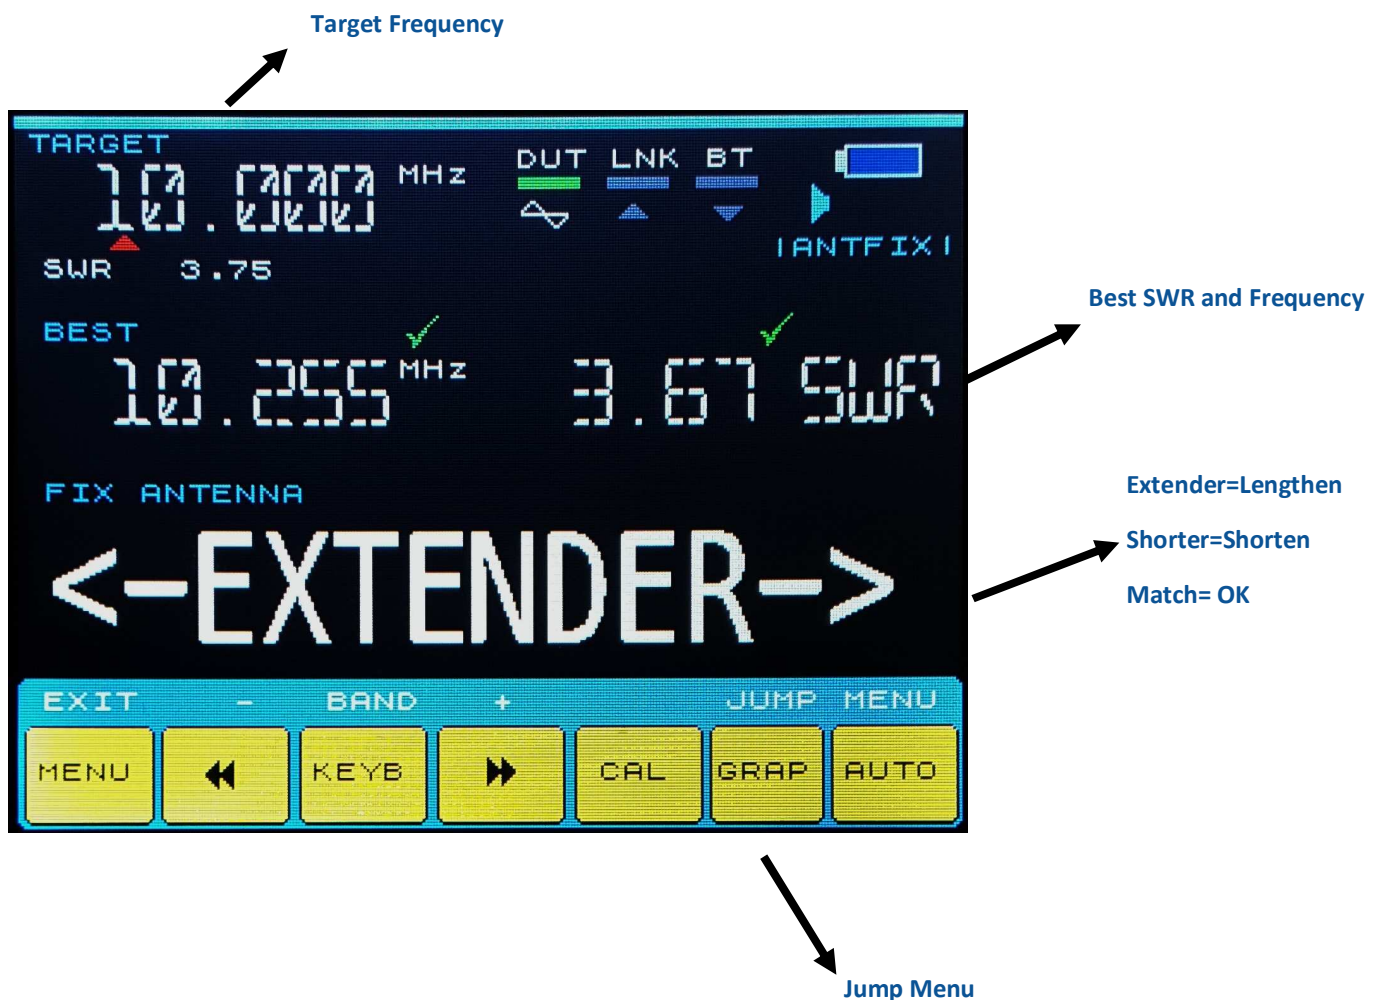 Target Frequency
TARGET
10.000 MHz
DUT LNK BT
SWR 3.75
|ANTFIX|
Best SWR and Frequency
BEST
10.255 MHz 3.67 SWR
Extender=Lengthen
Shorter=Shorten
Match= OK
FIX ANTENNA
<-EXTENDER->
EXIT - BAND + JUMP MENU
MENU KEYB CAL GRAP AUTO
Jump Menu